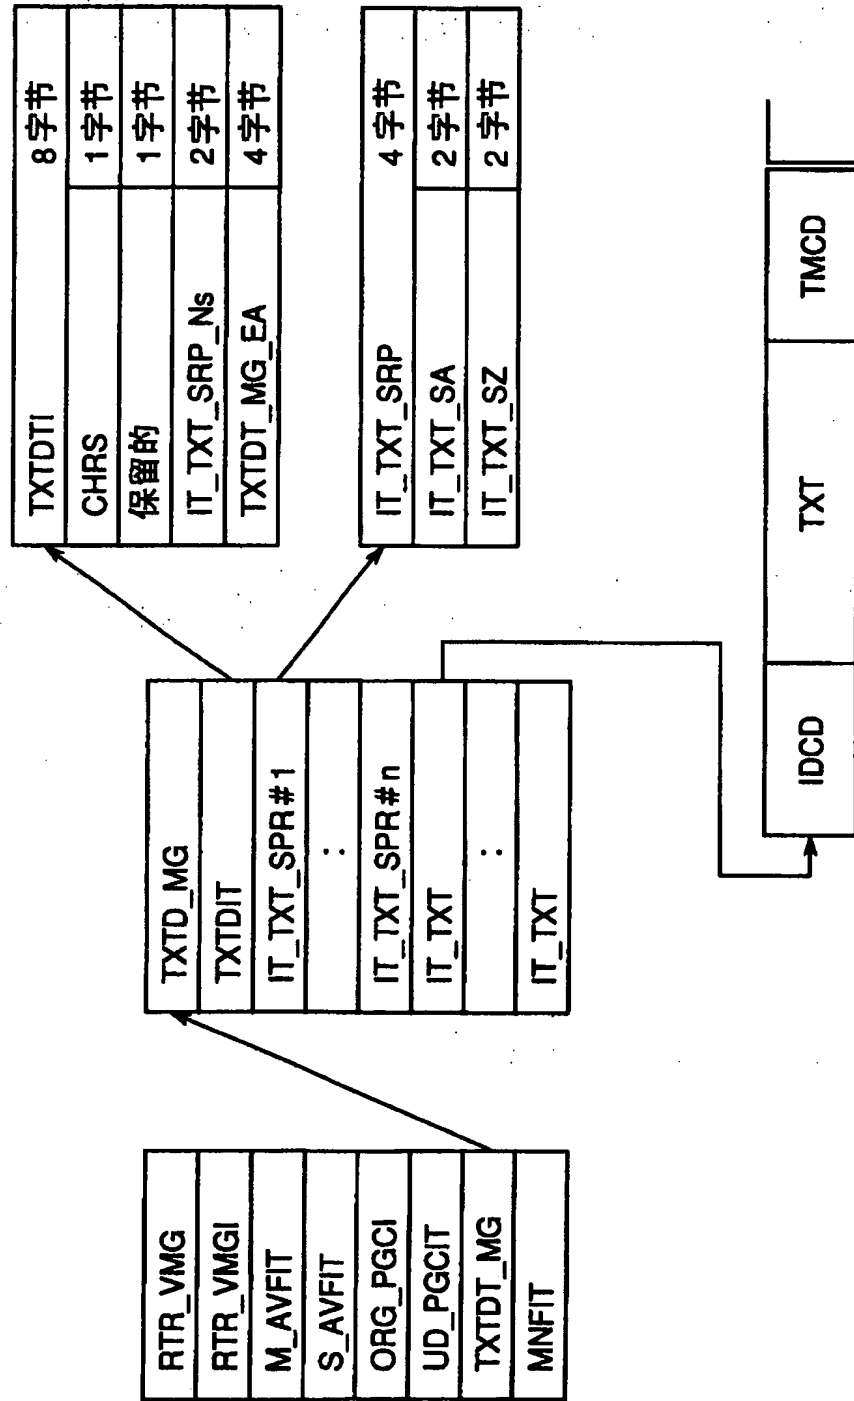 RTR_VMG
RTR_VMGI
M_AVFIT
S_AVFIT
ORG_PGCI
UD_PGCIT
TXTDT_MG
MNFIT
TXTD_MG
TXTDIT
IT_TXT_SPR#1
:
IT_TXT_SPR#n
IT_TXT
:
IT_TXT
TXTDTI 8字节
CHRS 1字节
保留的 1字节
IT_TXT_SRP_Ns 2字节
TXTDT_MG_EA 4字节
IT_TXT_SRP 4字节
IT_TXT_SA 2字节
IT_TXT_SZ 2字节
IDCD TXT TMCD